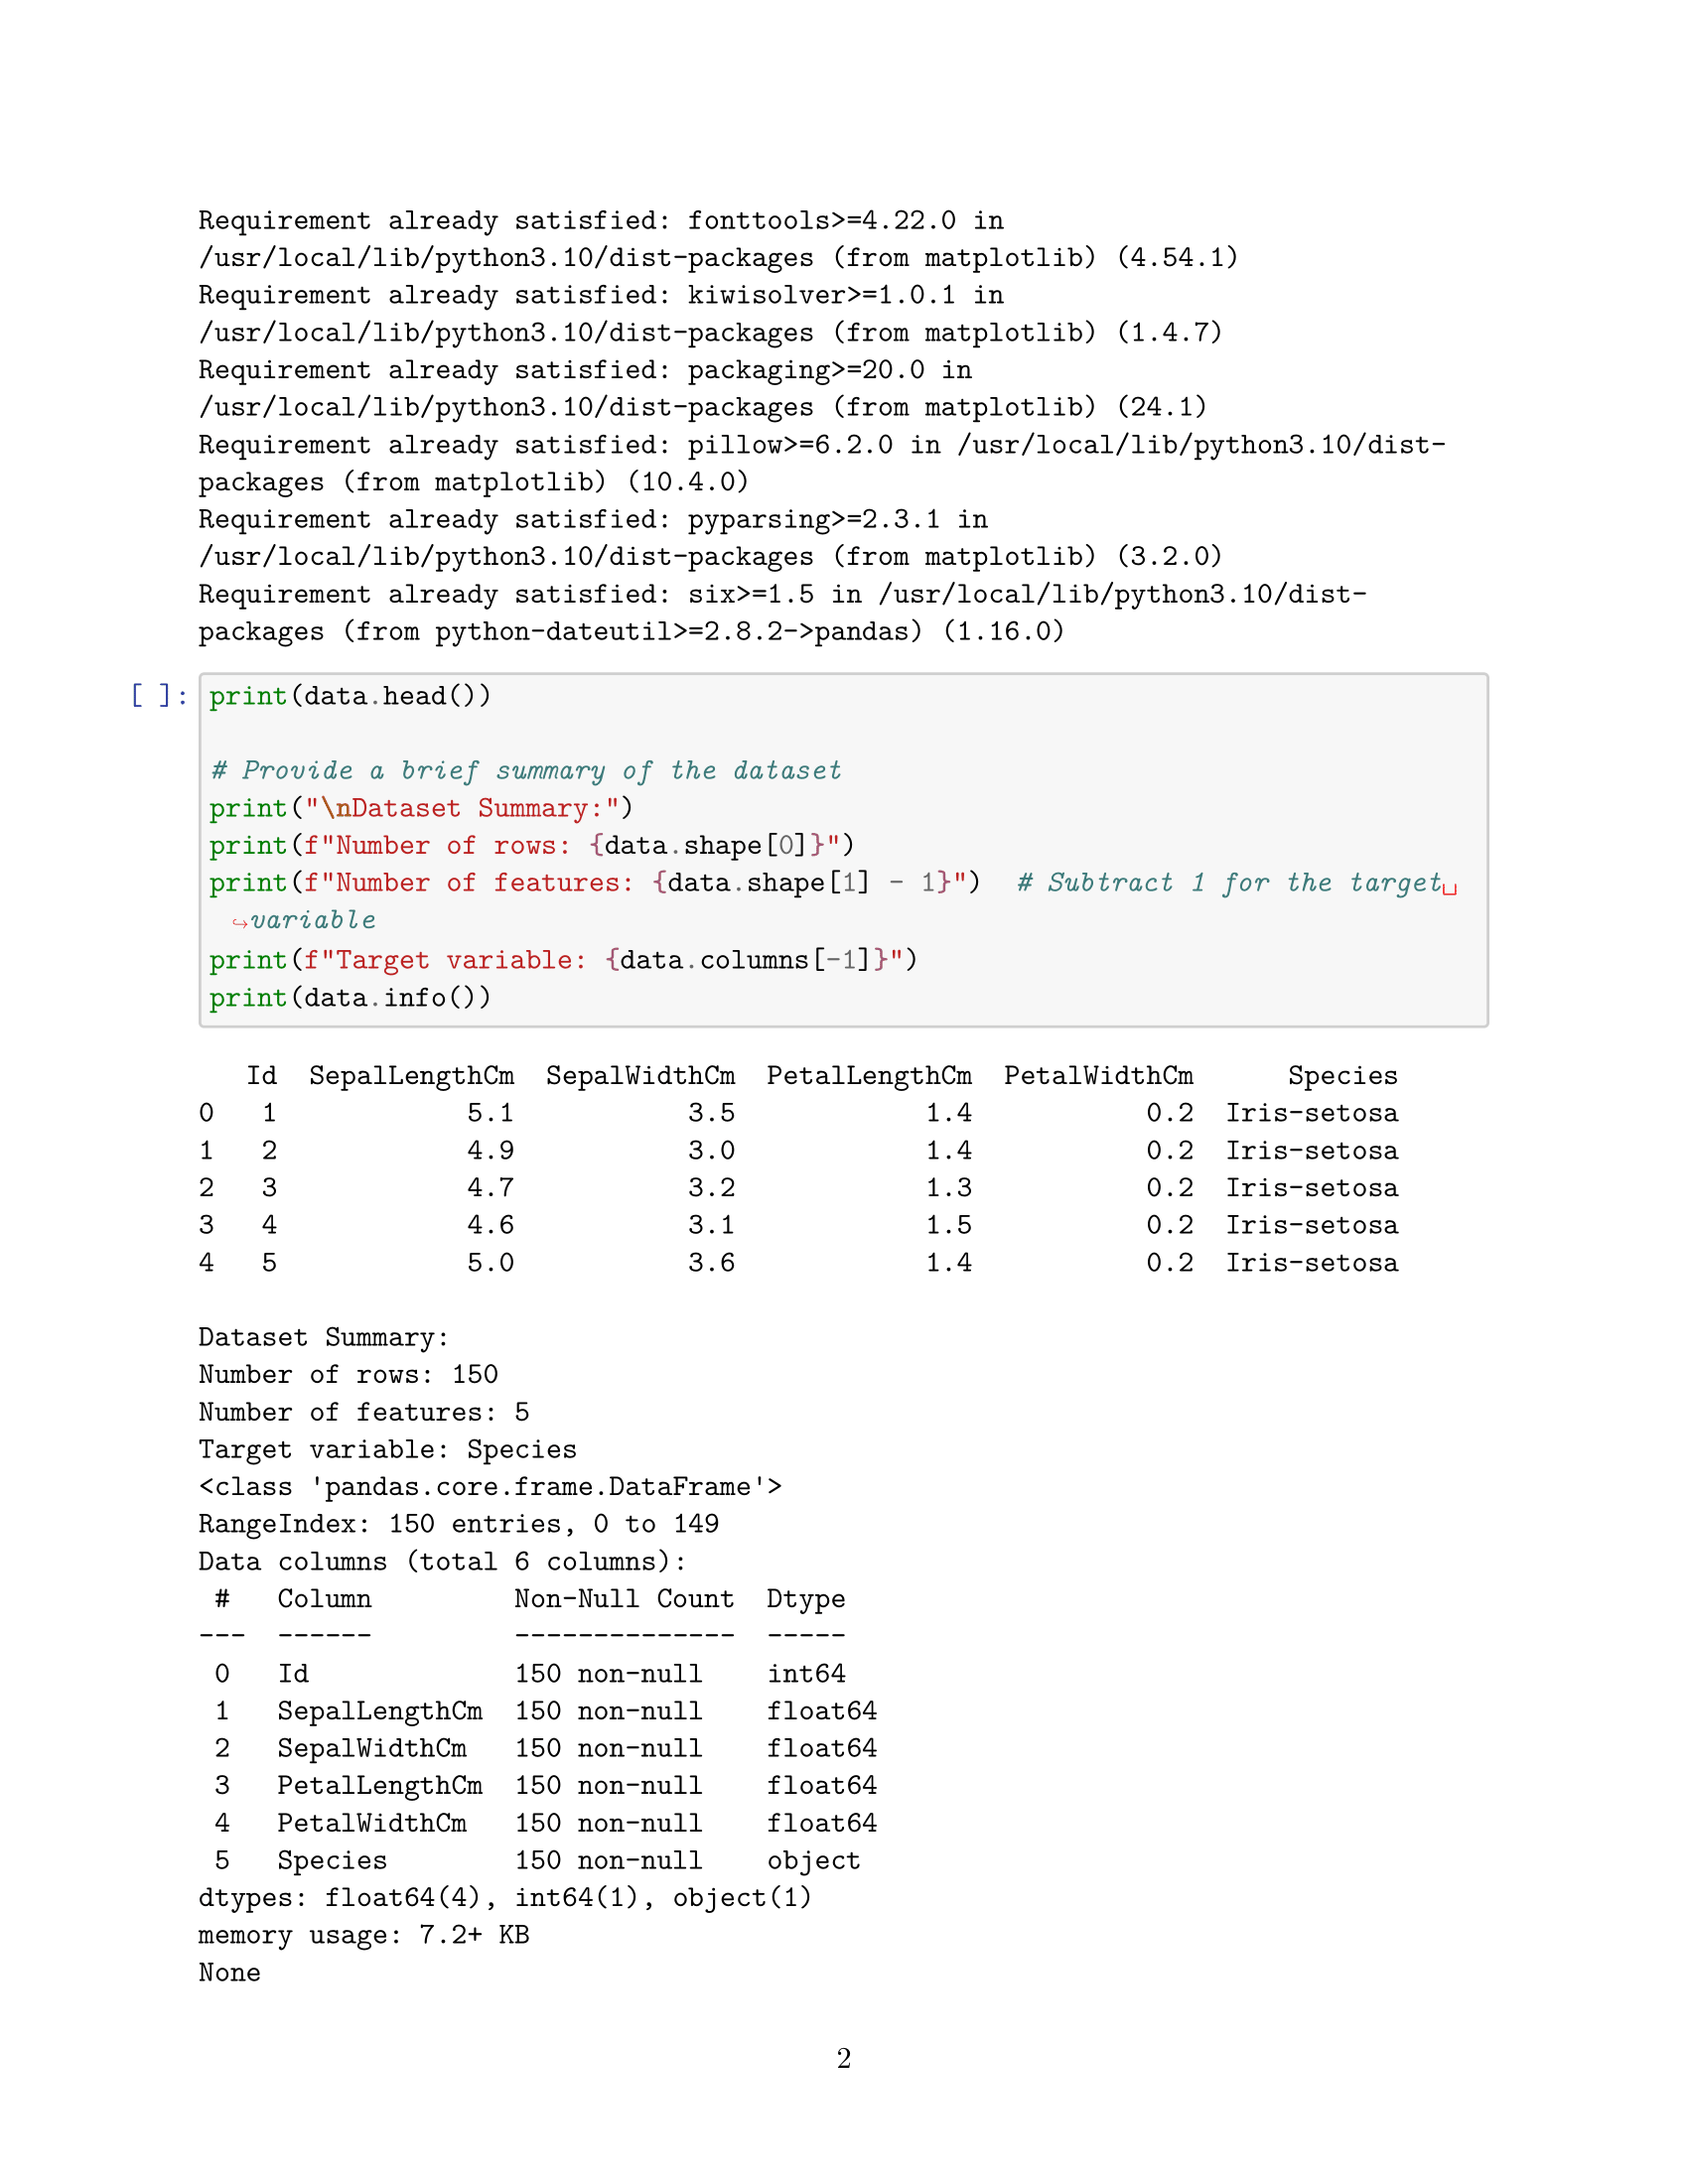 Requirement already satisfied: fonttools>=4.22.0 in
/usr/local/lib/python3.10/dist-packages (from matplotlib) (4.54.1)
Requirement already satisfied: kiwisolver>=1.0.1 in
/usr/local/lib/python3.10/dist-packages (from matplotlib) (1.4.7)
Requirement already satisfied: packaging>=20.0 in
/usr/local/lib/python3.10/dist-packages (from matplotlib) (24.1)
Requirement already satisfied: pillow>=6.2.0 in /usr/local/lib/python3.10/dist-
packages (from matplotlib) (10.4.0)
Requirement already satisfied: pyparsing>=2.3.1 in
/usr/local/lib/python3.10/dist-packages (from matplotlib) (3.2.0)
Requirement already satisfied: six>=1.5 in /usr/local/lib/python3.10/dist-
packages (from python-dateutil>=2.8.2->pandas) (1.16.0)
[ ]: print(data.head())
# Provide a brief summary of the dataset
print("\nDataset Summary:")
print(f"Number of rows: {data.shape[0]}")
print(f"Number of features: {data.shape[1] - 1}")  # Subtract 1 for the target␣
↪variable
print(f"Target variable: {data.columns[-1]}")
print(data.info())
   Id  SepalLengthCm  SepalWidthCm  PetalLengthCm  PetalWidthCm      Species
0   1            5.1           3.5            1.4           0.2  Iris-setosa
1   2            4.9           3.0            1.4           0.2  Iris-setosa
2   3            4.7           3.2            1.3           0.2  Iris-setosa
3   4            4.6           3.1            1.5           0.2  Iris-setosa
4   5            5.0           3.6            1.4           0.2  Iris-setosa
Dataset Summary:
Number of rows: 150
Number of features: 5
Target variable: Species
<class 'pandas.core.frame.DataFrame'>
RangeIndex: 150 entries, 0 to 149
Data columns (total 6 columns):
 #   Column         Non-Null Count  Dtype
---  ------         --------------  -----
 0   Id             150 non-null    int64
 1   SepalLengthCm  150 non-null    float64
 2   SepalWidthCm   150 non-null    float64
 3   PetalLengthCm  150 non-null    float64
 4   PetalWidthCm   150 non-null    float64
 5   Species        150 non-null    object
dtypes: float64(4), int64(1), object(1)
memory usage: 7.2+ KB
None
2